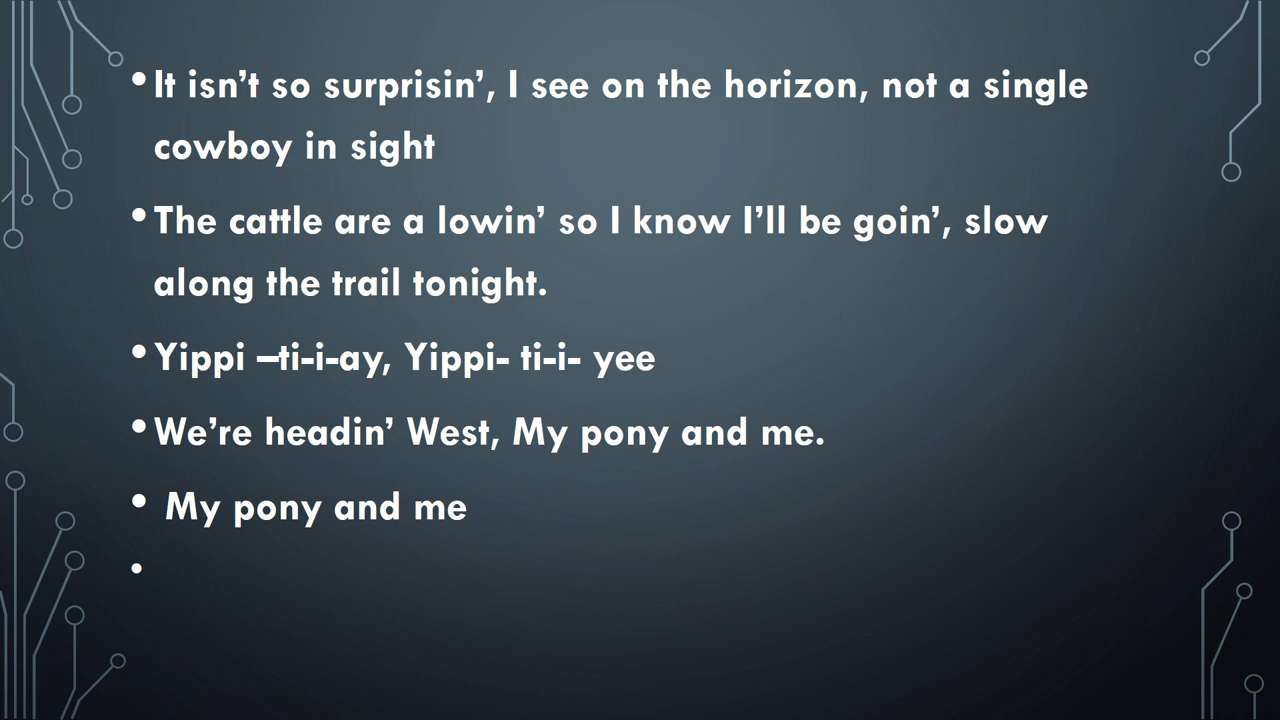 • It isn’t so surprisin’, I see on the horizon, not a single
cowboy in sight
• The cattle are a lowin’ so I know I’ll be goin’, slow
along the trail tonight.
• Yippi –ti-i-ay, Yippi- ti-i- yee
• We’re headin’ West, My pony and me.
• My pony and me
•